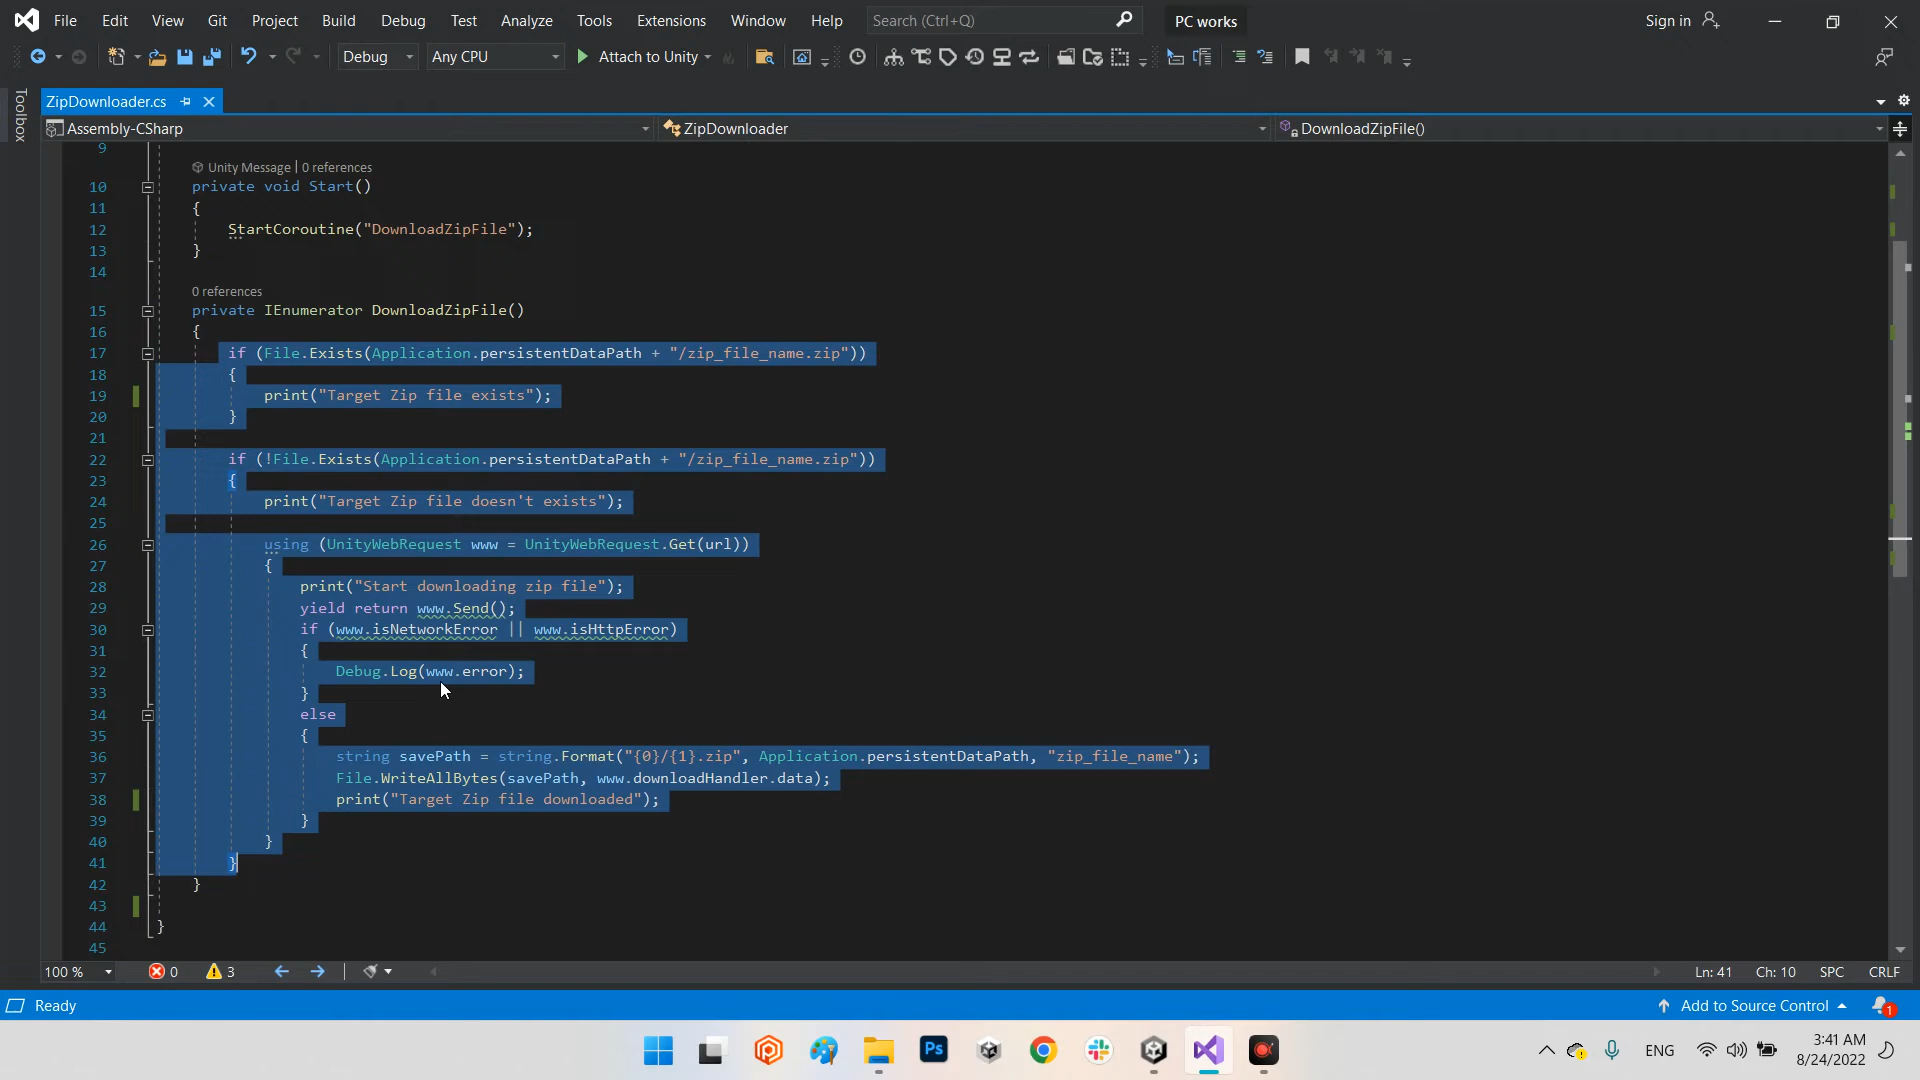 File Edit View Git Project Build Debug Test Analyze Tools Extensions Window Help Search (Ctrl+Q) PC works Sign in
Debug Any CPU Attach to Unity
Toolbox
ZipDownloader.cs
Assembly-CSharp ZipDownloader DownloadZipFile()
9
Unity Message | 0 references
10 private void Start()
11 {
12 StartCoroutine("DownloadZipFile");
13 }
14
0 references
15 private IEnumerator DownloadZipFile()
16 {
17 if (File.Exists(Application.persistentDataPath + "/zip_file_name.zip"))
18 {
19 print("Target Zip file exists");
20 }
21
22 if (!File.Exists(Application.persistentDataPath + "/zip_file_name.zip"))
23 {
24 print("Target Zip file doesn't exists");
25
26 using (UnityWebRequest www = UnityWebRequest.Get(url))
27 {
28 print("Start downloading zip file");
29 yield return www.Send();
30 if (www.isNetworkError || www.isHttpError)
31 {
32 Debug.Log(www.error);
33 }
34 else
35 {
36 string savePath = string.Format("{0}/{1}.zip", Application.persistentDataPath, "zip_file_name");
37 File.WriteAllBytes(savePath, www.downloadHandler.data);
38 print("Target Zip file downloaded");
39 }
40 }
41 }
42 }
43
44 }
45
100 % 0 3 Ln: 41 Ch: 10 SPC CRLF
Ready Add to Source Control 1
Ps ENG 3:41 AM
8/24/2022